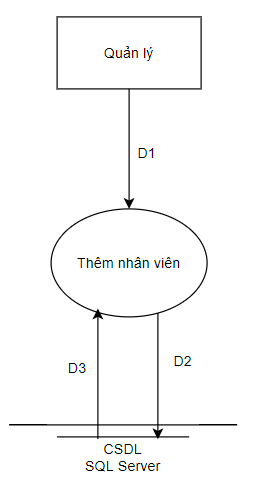 Quản lý
D1
Thêm nhân viên
D3
D2
CSDL
SQL Server